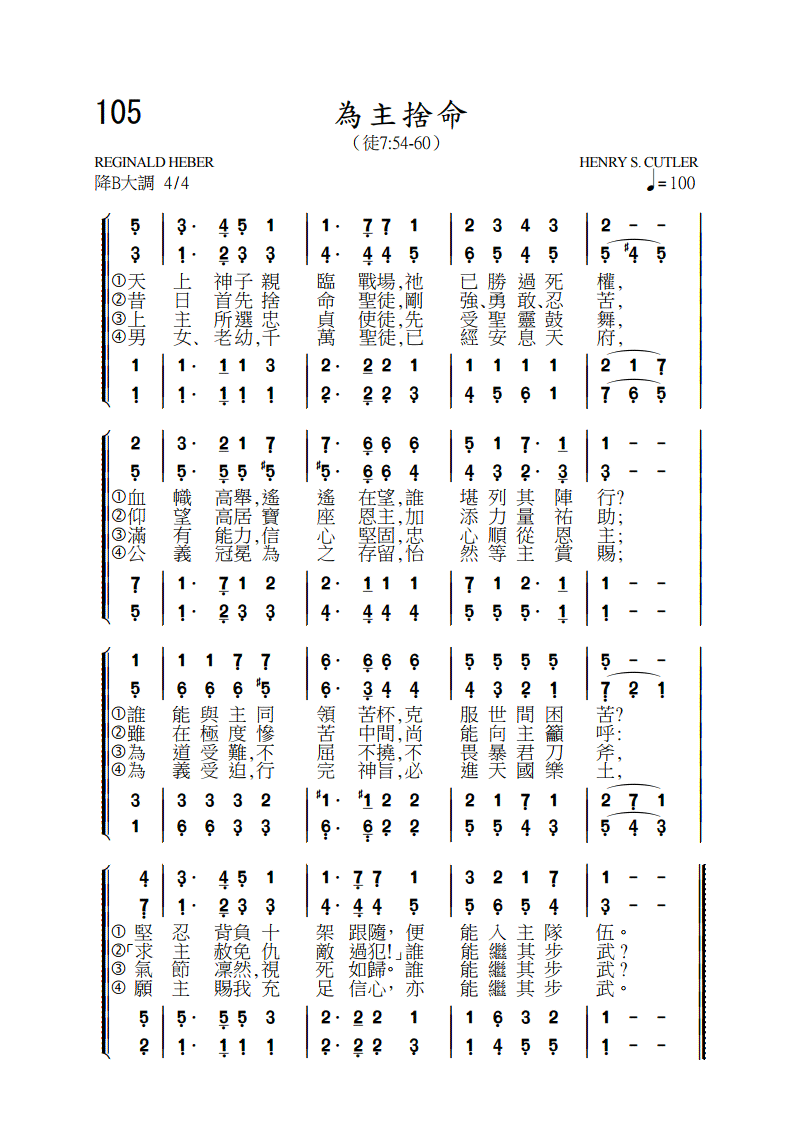 105
為主捨命
（徒7:54-60）
REGINALD HEBER
HENRY S. CUTLER
降B大調 4/4
♩=100
5 | 3· 4 5 1 | 1· 7 7 1 | 2 3 4 3 | 2 - -
3 | 1· 2 3 3 | 4· 4 4 5 | 6 5 4 5 | 5 #4 5
①天 上 神子親 臨 戰場,祂 已 勝 過 死 權,
②昔 日 首先捨 命 聖徒,剛 強、勇 敢、忍 苦,
③上 主 所選忠 貞 使徒,先 受 聖 靈 鼓 舞,
④男 女、老幼,千 萬 聖徒,已 經 安 息 天 府,
1 | 1· 1 1 3 | 2· 2 2 1 | 1 1 1 1 | 2 1 7
1 | 1· 1 1 1 | 2· 2 2 3 | 4 5 6 1 | 7 6 5
2 | 3· 2 1 7 | 7· 6 6 6 | 5 1 7· 1 | 1 - -
5 | 5· 5 5 #5 | #5· 6 6 4 | 4 3 2· 3 | 3 - -
①血 幟 高舉,遙 遙 在望,誰 堪 列 其 陣 行?
②仰 望 高居寶 座 恩主,加 添 力 量 祐 助;
③滿 有 能力,信 心 堅固,忠 心 順 從 恩 主;
④公 義 冠冕為 之 存留,怡 然 等 主 賞 賜;
7 | 1· 7 1 2 | 2· 1 1 1 | 7 1 2· 1 | 1 - -
5 | 1· 2 3 3 | 4· 4 4 4 | 5 5 5· 1 | 1 - -
1 | 1 1 7 7 | 6· 6 6 6 | 5 5 5 5 | 5 - -
5 | 6 6 6 #5 | 6· 3 4 4 | 4 3 2 1 | 7 2 1
①誰 能 與 主 同 領 苦杯,克 服 世 間 困 苦?
②雖 在 極 度 慘 苦 中間,尚 能 向 主 籲 呼:
③為 道 受 難,不 屈 不撓,不 畏 暴 君 刀 斧,
④為 義 受 迫,行 完 神旨,必 進 天 國 樂 土,
3 | 3 3 3 2 | #1· #1 2 2 | 2 1 7 1 | 2 7 1
1 | 6 6 3 3 | 6· 6 2 2 | 5 5 4 3 | 5 4 3
4 | 3· 4 5 1 | 1· 7 7 1 | 3 2 1 7 | 1 - -
7 | 1· 2 3 3 | 4· 4 4 5 | 5 6 5 4 | 3 - -
① 堅 忍 背負十 架 跟隨，便 能 入 主 隊 伍。
②「求 主 赦免仇 敵 過犯!」誰 能 繼 其 步 武?
③ 氣 節 凜然,視 死 如歸。誰 能 繼 其 步 武?
④ 願 主 賜我充 足 信心，亦 能 繼 其 步 武。
5 | 5· 5 5 3 | 2· 2 2 1 | 1 6 3 2 | 1 - -
2 | 1· 1 1 1 | 2· 2 2 3 | 1 4 5 5 | 1 - -